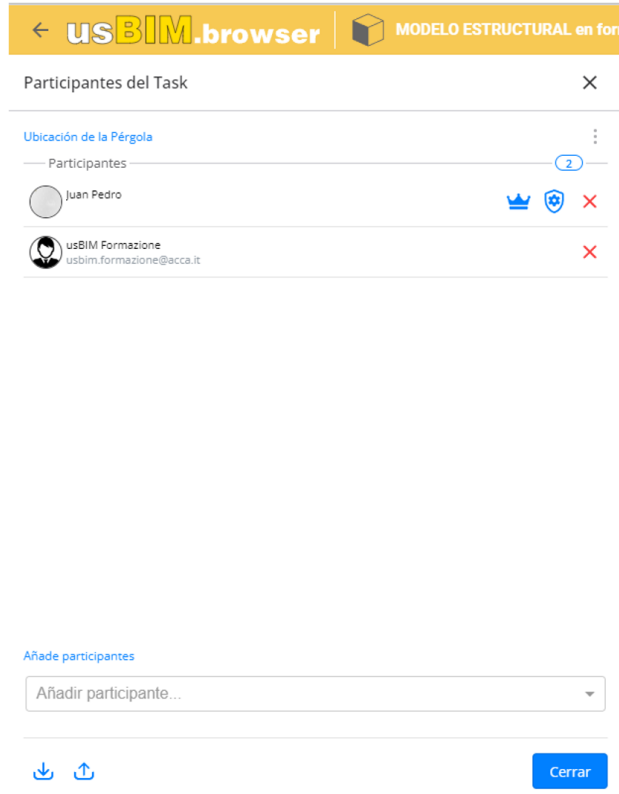 usBIM.browser
MODELO ESTRUCTURAL en for
Participantes del Task
Ubicación de la Pérgola
Participantes
2
Juan Pedro
usBIM Formazione
usbim.formazione@acca.it
Añade participantes
Añadir participante...
Cerrar